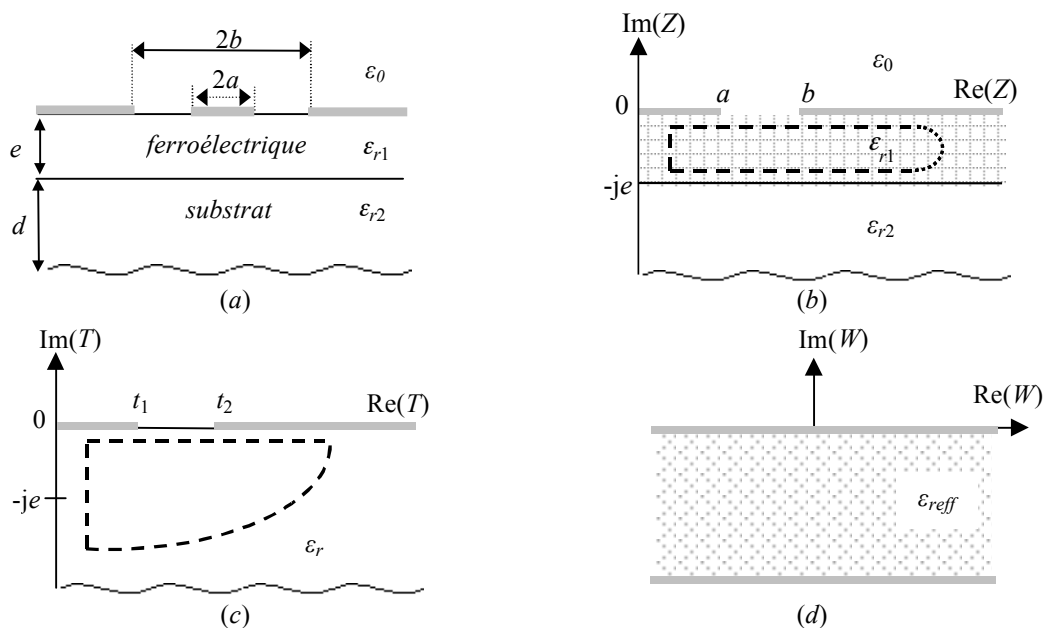 2b
ε0
2a
e
ferroélectrique
εr1
substrat
εr2
d
(a)
Im(Z)
ε0
0
a
b
Re(Z)
εr1
-je
εr2
(b)
Im(T)
0
t1
t2
Re(T)
-je
εr
(c)
Im(W)
Re(W)
εreff
(d)